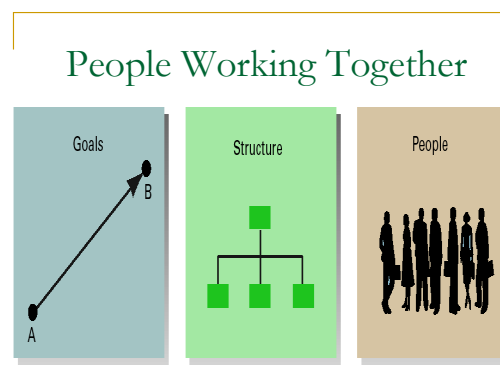 People Working Together
Goals
Structure
People
B
A